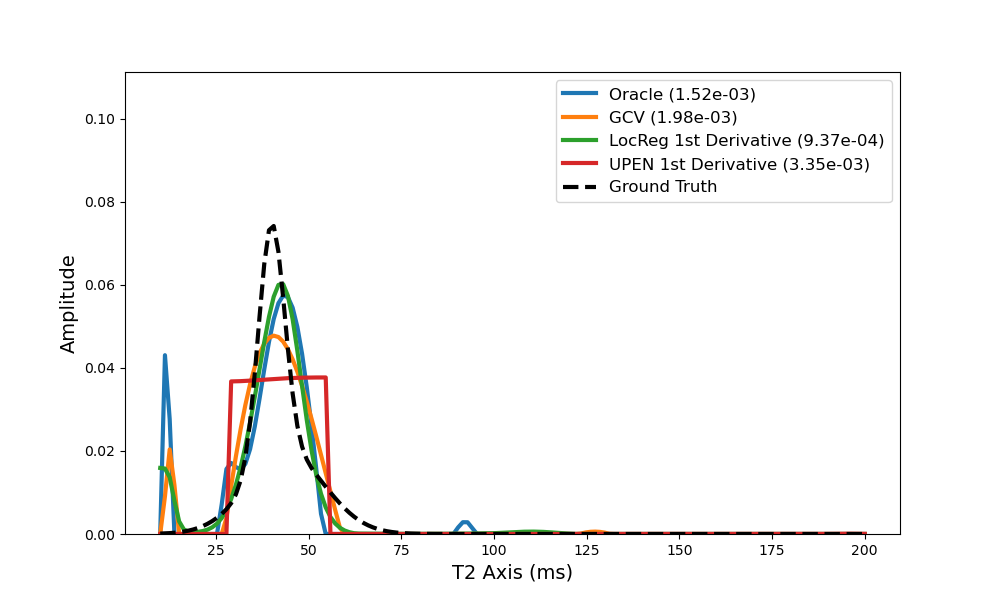 Oracle (1.52e-03)
GCV (1.98e-03)
LocReg 1st Derivative (9.37e-04)
UPEN 1st Derivative (3.35e-03)
Ground Truth
Amplitude
0.10
0.08
0.06
0.04
0.02
0.00
25 50 75 100 125 150 175 200
T2 Axis (ms)